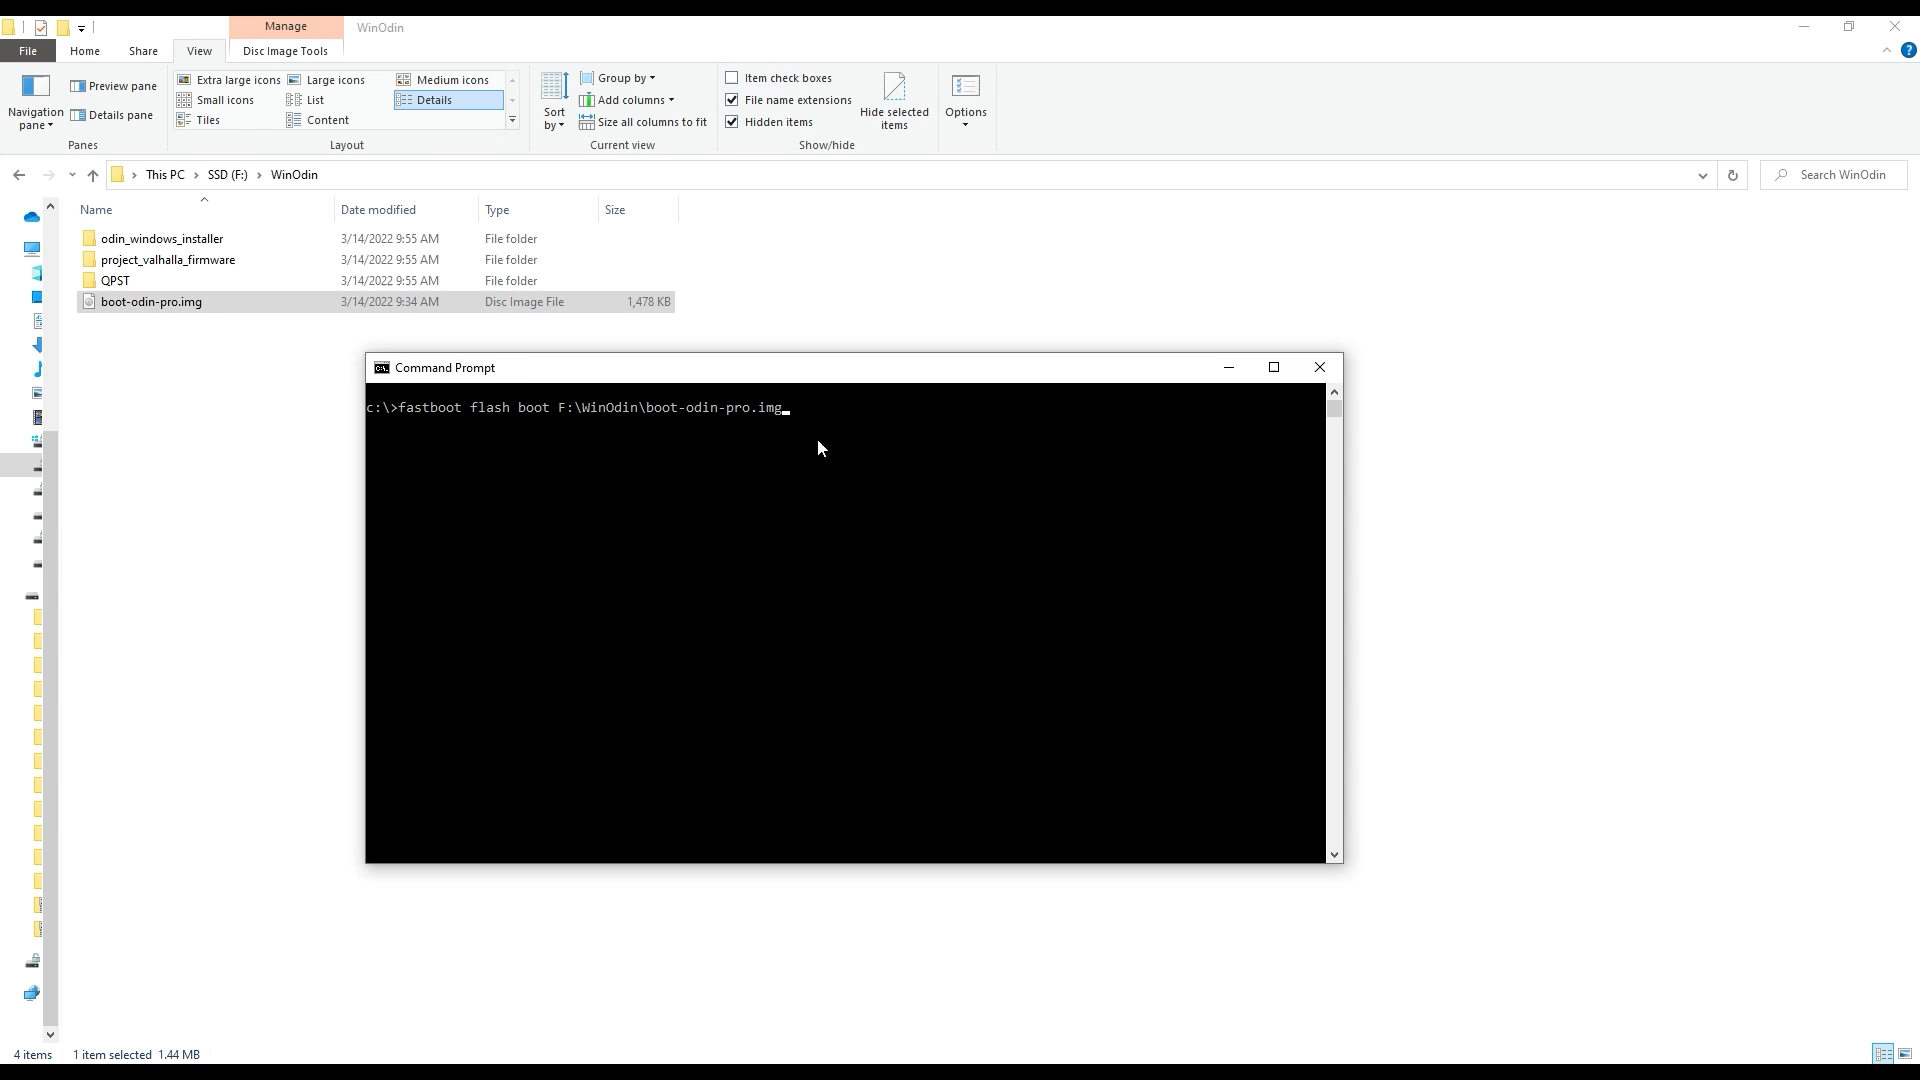 Manage
WinOdin
File
Home
Share
View
Disc Image Tools
Navigation
pane
Preview pane
Details pane
Panes
Extra large icons
Large icons
Medium icons
Small icons
List
Details
Tiles
Content
Layout
Sort
by
Group by
Add columns
Size all columns to fit
Current view
Item check boxes
File name extensions
Hidden items
Hide selected
items
Show/hide
Options
This PC
SSD (F:)
WinOdin
Search WinOdin
Name Date modified Type Size
odin_windows_installer 3/14/2022 9:55 AM File folder
project_valhalla_firmware 3/14/2022 9:55 AM File folder
QPST 3/14/2022 9:55 AM File folder
boot-odin-pro.img 3/14/2022 9:34 AM Disc Image File 1,478 KB
Command Prompt
c:\>fastboot flash boot F:\WinOdin\boot-odin-pro.img
4 items 1 item selected 1.44 MB